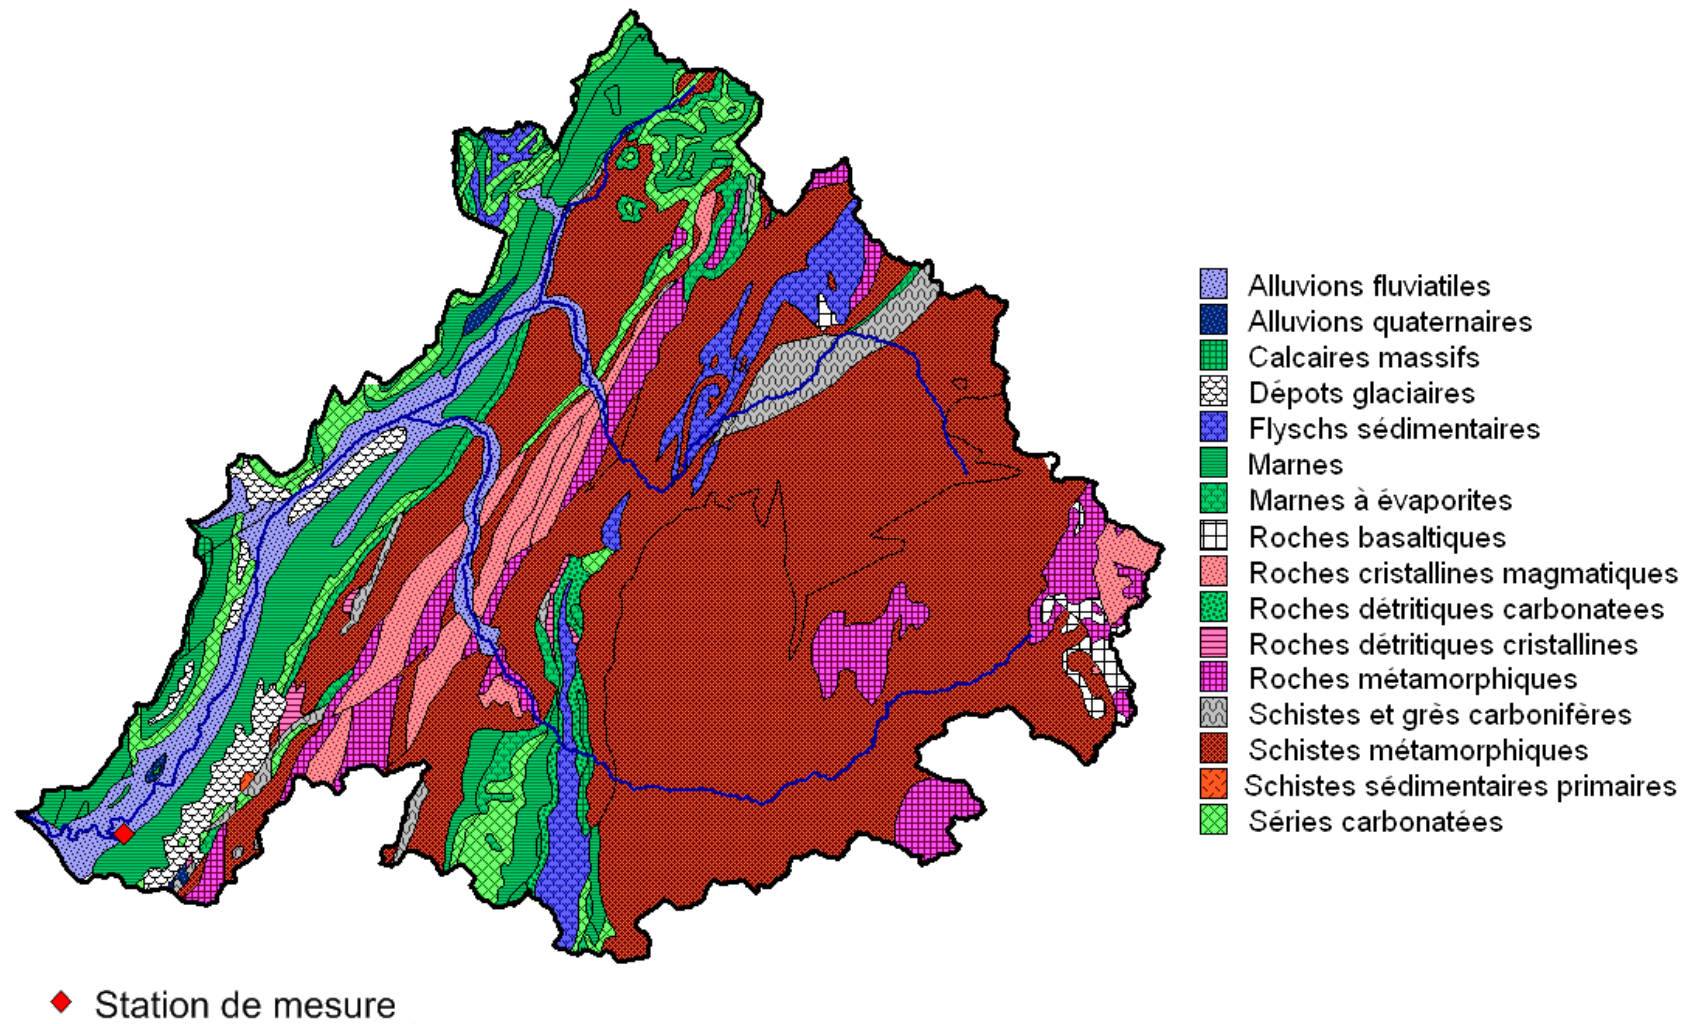 Alluvions fluviatiles
Alluvions quaternaires
Calcaires massifs
Dépots glaciaires
Flyschs sédimentaires
Marnes
Marnes à évaporites
Roches basaltiques
Roches cristallines magmatiques
Roches détritiques carbonatees
Roches détritiques cristallines
Roches métamorphiques
Schistes et grès carbonifères
Schistes métamorphiques
Schistes sédimentaires primaires
Séries carbonatées
Station de mesure